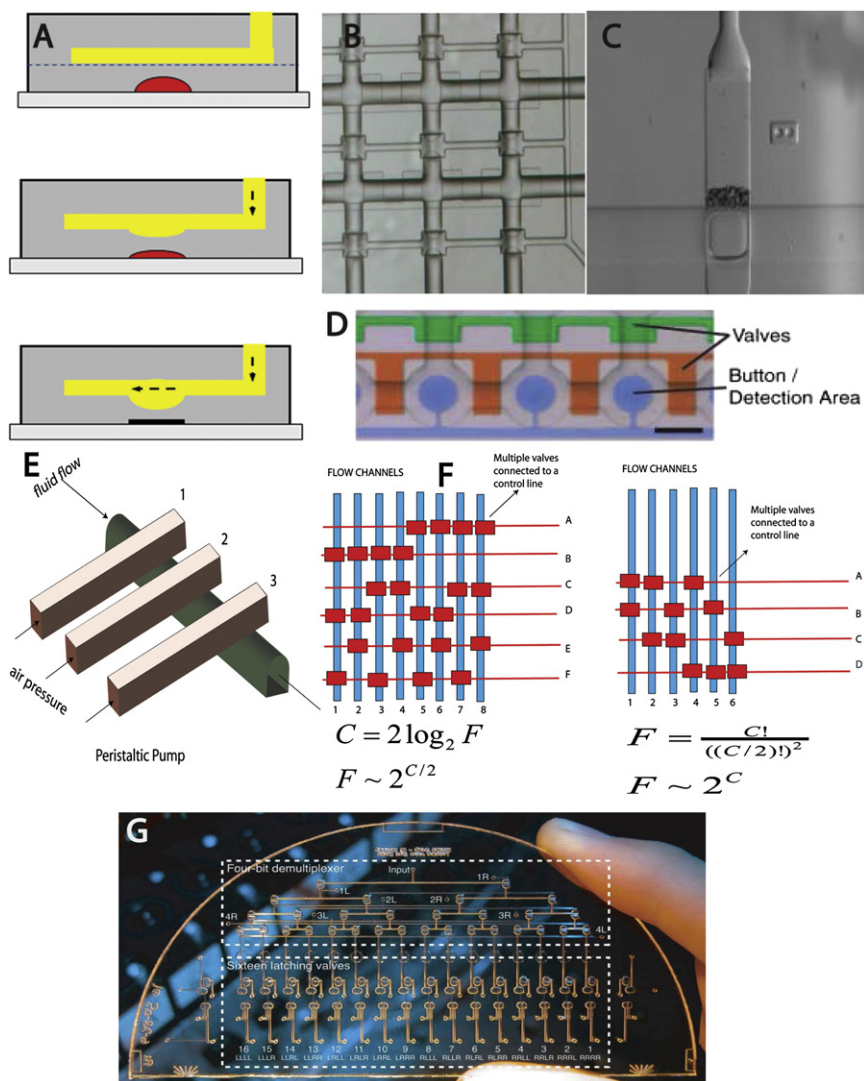 A
B
C
D
Valves
Button /
Detection Area
E
fluid flow
1
2
3
air pressure
Peristaltic Pump
F
FLOW CHANNELS
Multiple valves
connected to a
control line
A
B
C
D
E
F
1 2 3 4 5 6 7 8
C = 2 log₂ F
F ~ 2^{C/2}
FLOW CHANNELS
Multiple valves
connected to a
control line
A
B
C
D
1 2 3 4 5 6
F = C! / ((C/2)!)²
F ~ 2^C
G
Four-bit demultiplexer
Input
1R
1L
2L 2R
4R 3L 3R
4L
Sixteen latching valves
16 15 14 13 12 11 10 9 8 7 6 5 4 3 2 1
LLLL LLLR LLRL LLRR LRLL LRLR LRRL LRRR RLLL RLLR RLRL RLRR RRLL RRLR RRRL RRRR